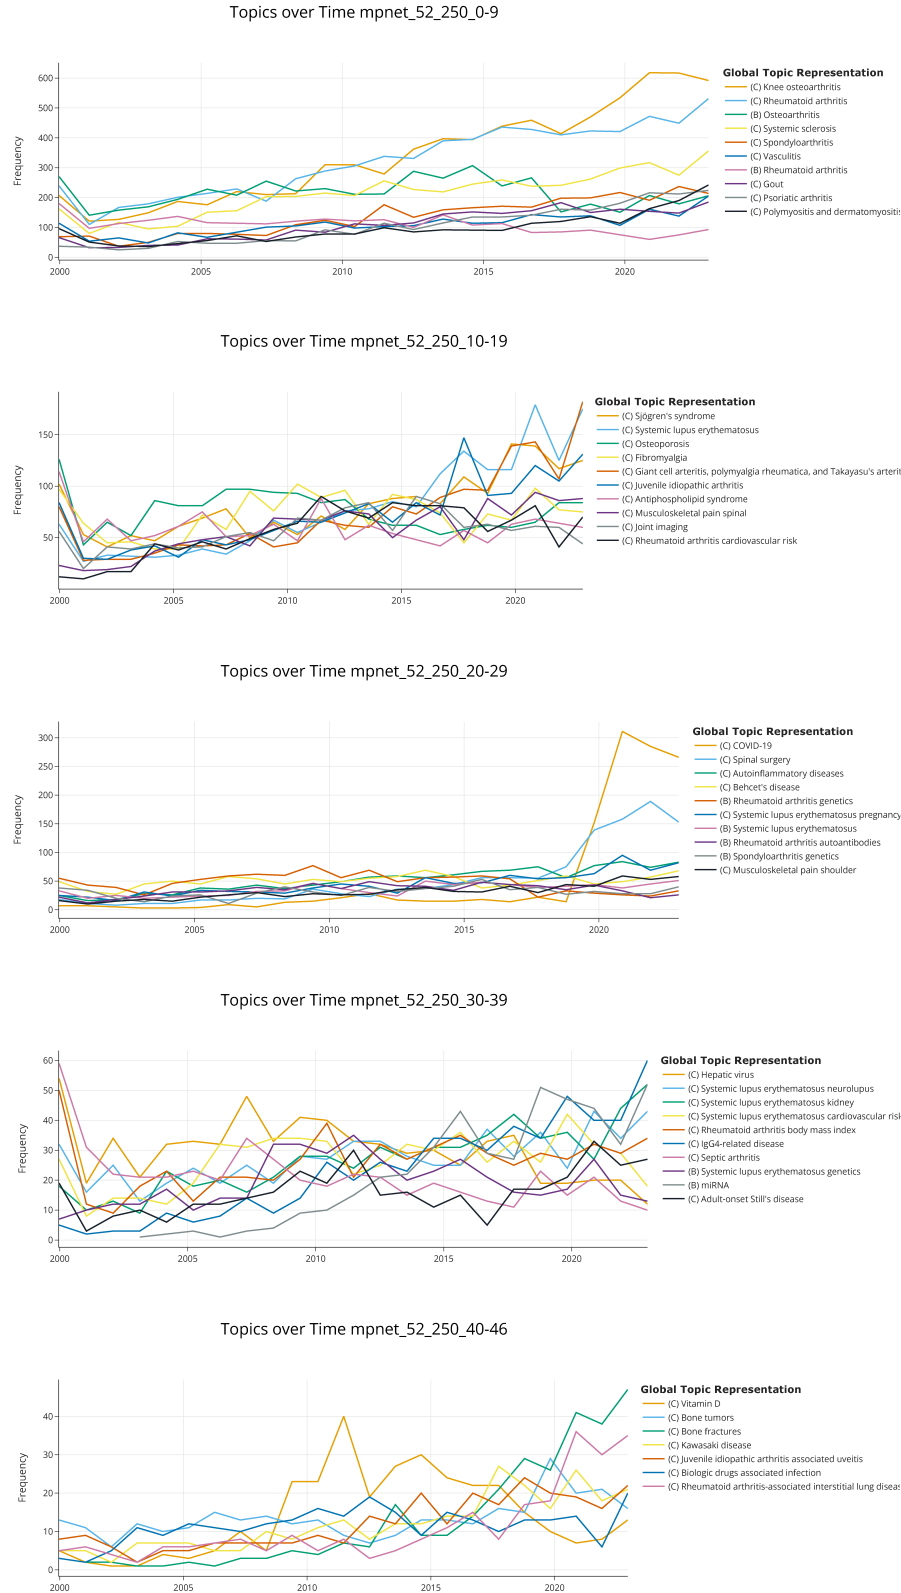 Topics over Time mpnet_52_250_0-9
Global Topic Representation
(C) Knee osteoarthritis
(C) Rheumatoid arthritis
(B) Osteoarthritis
(C) Systemic sclerosis
(C) Spondyloarthritis
(C) Vasculitis
(B) Rheumatoid arthritis
(C) Gout
(C) Psoriatic arthritis
(C) Polymyositis and dermatomyositis
Frequency
600
500
400
300
200
100
0
2000 2005 2010 2015 2020
Topics over Time mpnet_52_250_10-19
Global Topic Representation
(C) Sjögren's syndrome
(C) Systemic lupus erythematosus
(C) Osteoporosis
(C) Fibromyalgia
(C) Giant cell arteritis, polymyalgia rheumatica, and Takayasu's arterit
(C) Juvenile idiopathic arthritis
(C) Antiphospholipid syndrome
(C) Musculoskeletal pain spinal
(C) Joint imaging
(C) Rheumatoid arthritis cardiovascular risk
Frequency
150
100
50
2000 2005 2010 2015 2020
Topics over Time mpnet_52_250_20-29
Global Topic Representation
(C) COVID-19
(C) Spinal surgery
(C) Autoinflammatory diseases
(C) Behcet's disease
(B) Rheumatoid arthritis genetics
(C) Systemic lupus erythematosus pregnancy
(B) Systemic lupus erythematosus
(B) Rheumatoid arthritis autoantibodies
(B) Spondyloarthritis genetics
(C) Musculoskeletal pain shoulder
Frequency
300
250
200
150
100
50
0
2000 2005 2010 2015 2020
Topics over Time mpnet_52_250_30-39
Global Topic Representation
(C) Hepatic virus
(C) Systemic lupus erythematosus neurolupus
(C) Systemic lupus erythematosus kidney
(C) Systemic lupus erythematosus cardiovascular risk
(C) Rheumatoid arthritis body mass index
(C) IgG4-related disease
(C) Septic arthritis
(B) Systemic lupus erythematosus genetics
(B) miRNA
(C) Adult-onset Still's disease
Frequency
60
50
40
30
20
10
0
2000 2005 2010 2015 2020
Topics over Time mpnet_52_250_40-46
Global Topic Representation
(C) Vitamin D
(C) Bone tumors
(C) Bone fractures
(C) Kawasaki disease
(C) Juvenile idiopathic arthritis associated uveitis
(C) Biologic drugs associated infection
(C) Rheumatoid arthritis-associated interstitial lung diseas
Frequency
40
30
20
10
0
2000 2005 2010 2015 2020